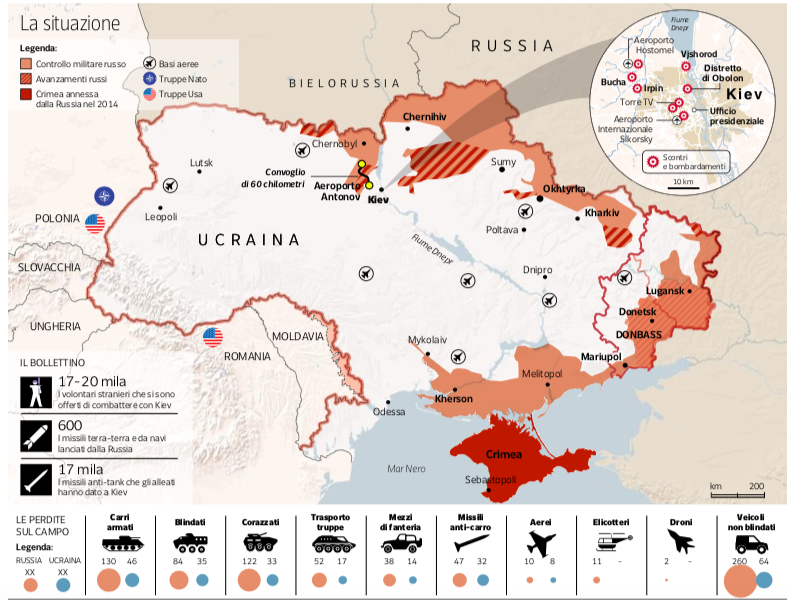 La situazione
Legenda:
Controllo militare russo
Avanzamenti russi
Crimea annessa
dalla Russia nel 2014
Basi aeree
Truppe Nato
Truppe Usa
RUSSIA
BIELORUSSIA
Fiume
Dnepr
Aeroporto
Hostomel
Vjshorod
Distretto
di Obolon
Bucha
Irpin
Kiev
Torre TV
Ufficio
presidenziale
Aeroporto
Internazionale
SIkorsky
Scontri
e bombardamenti
10 km
Chernihiv
Chernobyl
Sumy
Lutsk
Convoglio
di 60 chilometri
Aeroporto
Antonov
Kiev
Okhtyrka
Kharkiv
Leopoli
POLONIA
Poltava
UCRAINA
Fiume Dnepr
SLOVACCHIA
Dnipro
Lugansk
Donetsk
DONBASS
UNGHERIA
MOLDAVIA
ROMANIA
Mykolaiv
Mariupol
Melitopol
Kherson
Odessa
Crimea
Mar Nero
Sebastopoli
km 200
IL BOLLETTINO
17-20 mila
I volontari stranieri che si sono
offerti di combattere con Kiev
600
I missili terra-terra e da navi
lanciati dalla Russia
17 mila
I missili anti-tank che gli alleati
hanno dato a Kiev
LE PERDITE
SUL CAMPO
Legenda:
RUSSIA UCRAINA
XX XX
Carri
armati
130 46
Blindati
84 35
Corazzati
122 33
Trasporto
truppe
52 17
Mezzi
di fanteria
38 14
Missili
anti-carro
47 32
Aerei
10 8
Elicotteri
11 -
Droni
2 -
Veicoli
non blindati
260 64